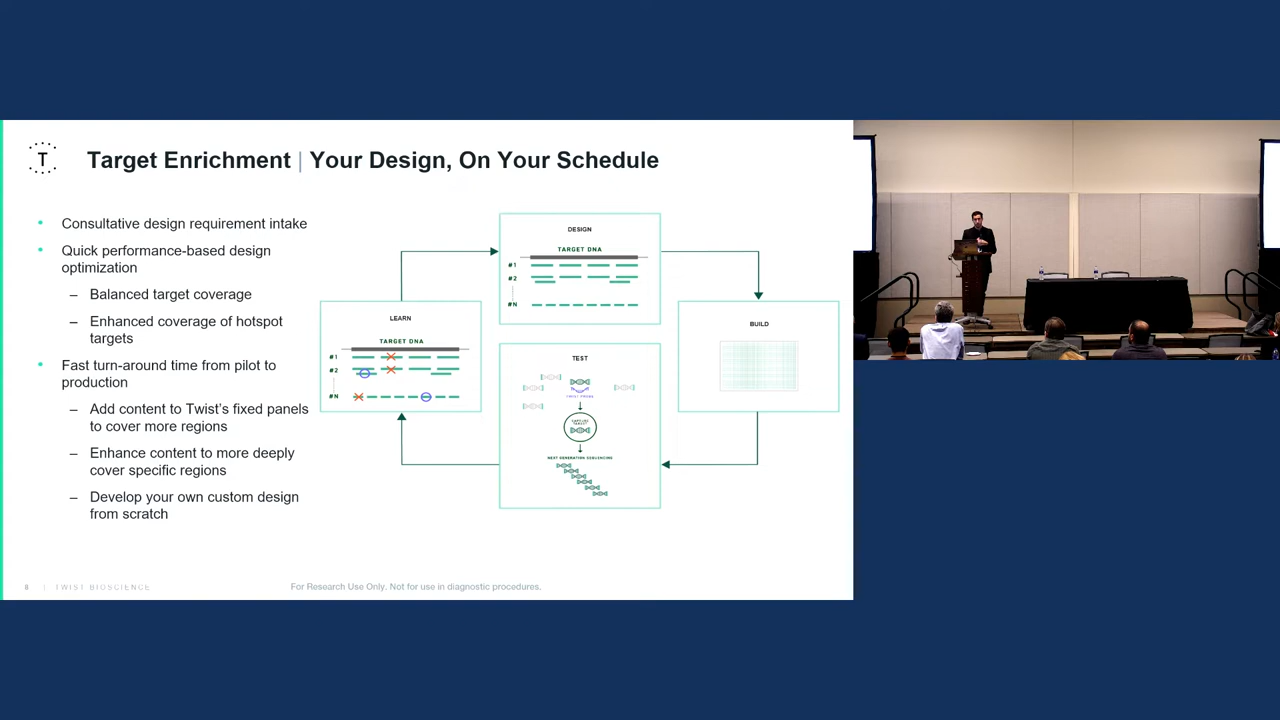 T
Target Enrichment | Your Design, On Your Schedule
• Consultative design requirement intake
• Quick performance-based design
optimization
– Balanced target coverage
– Enhanced coverage of hotspot
targets
• Fast turn-around time from pilot to
production
– Add content to Twist's fixed panels
to cover more regions
– Enhance content to more deeply
cover specific regions
– Develop your own custom design
from scratch
DESIGN
TARGET DNA
#1
#2
#N
LEARN
TARGET DNA
#1
#2
#N
BUILD
TEST
TWIST PROBE
CAPTURE
TARGET
NEXT GENERATION SEQUENCING
8 | TWIST BIOSCIENCE
For Research Use Only. Not for use in diagnostic procedures.